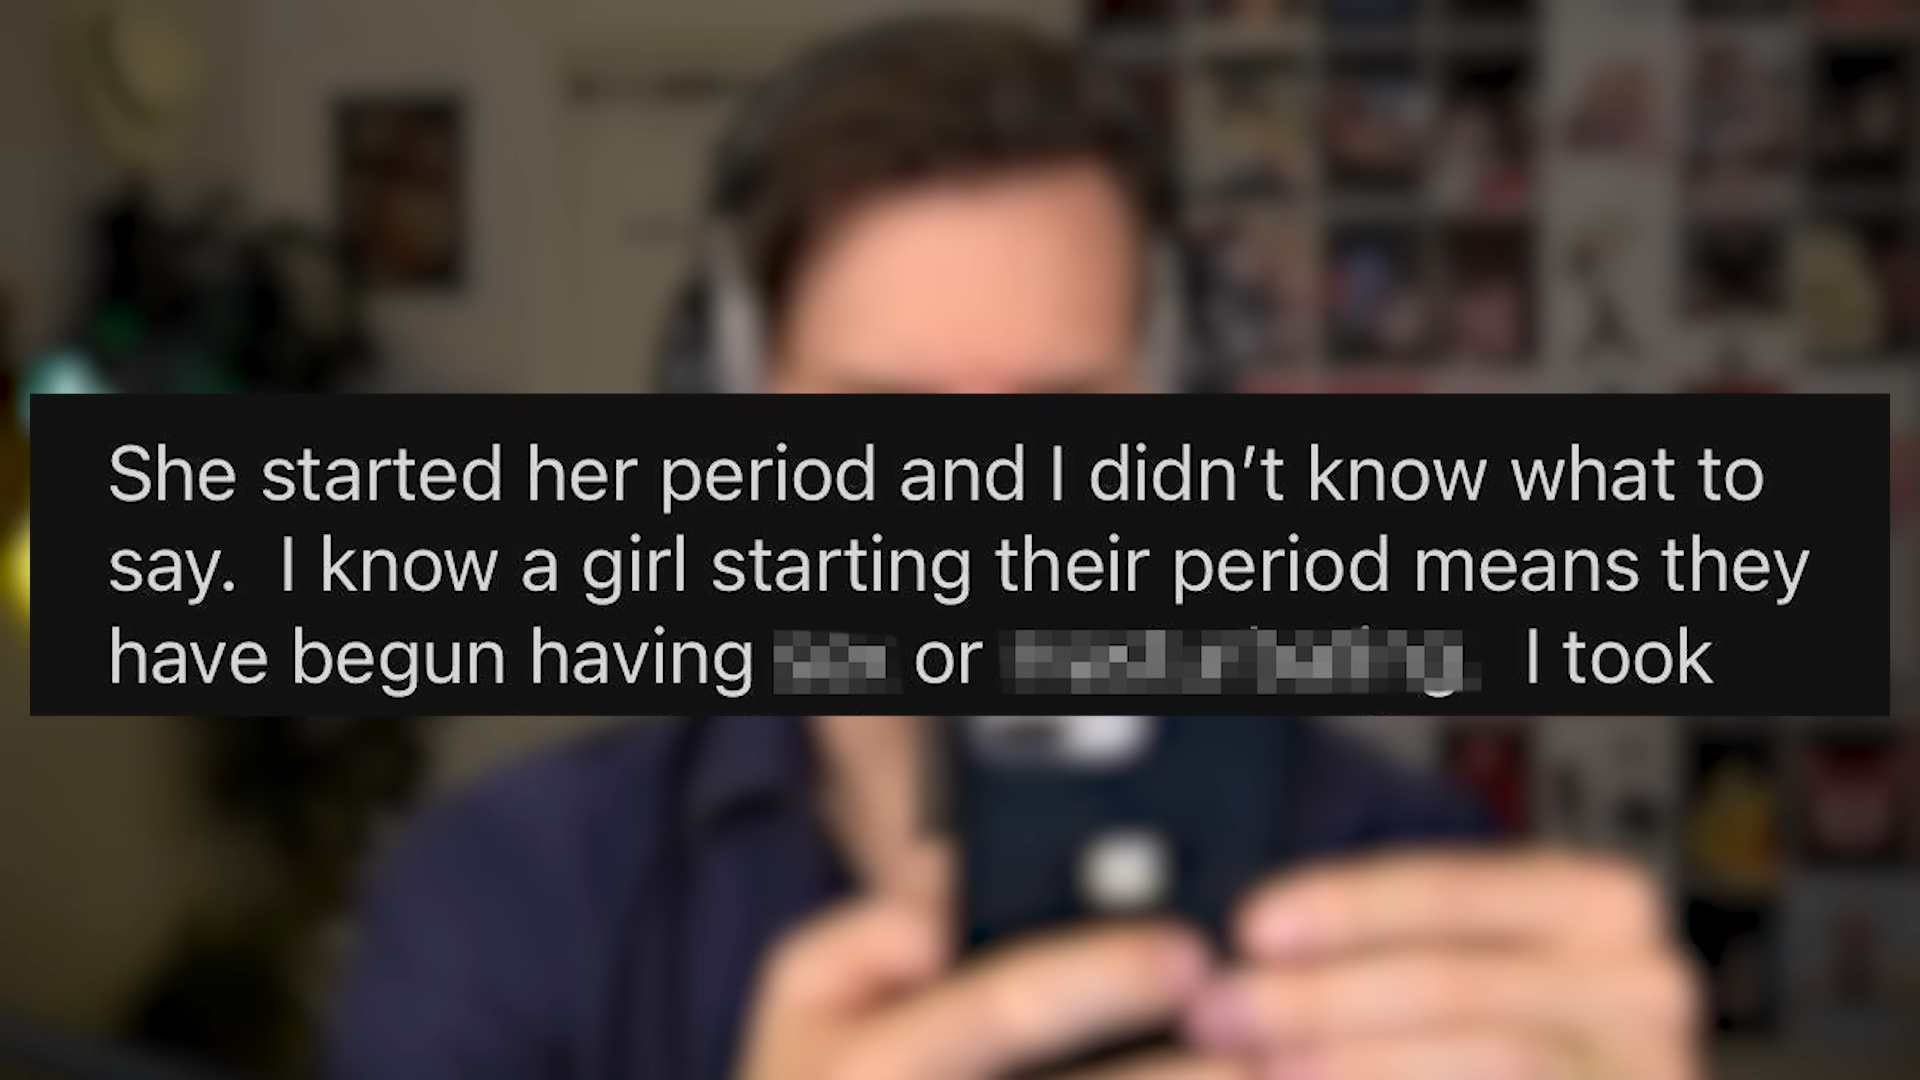 She started her period and I didn't know what to
say. I know a girl starting their period means they
have begun having or I took